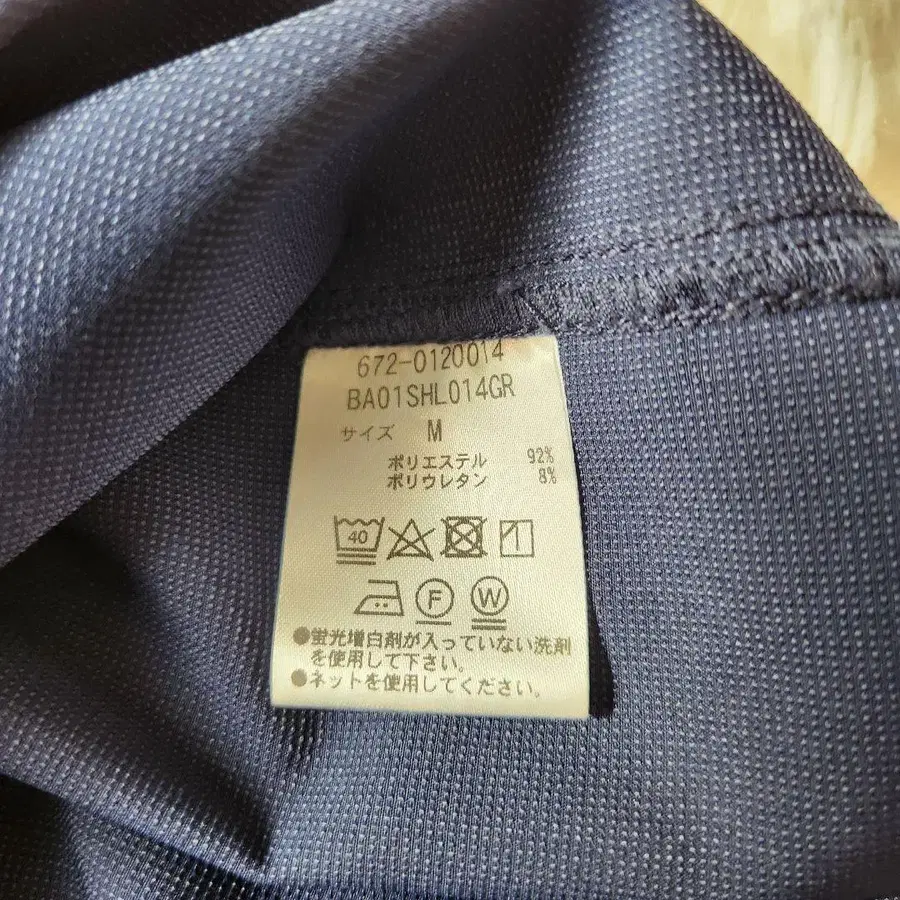 672-0120014
BA01SHL014GR
サイズ M
ポリエステル 92%
ポリウレタン 8%
40
F W
●蛍光増白剤が入っていない洗剤
を使用して下さい。
●ネットを使用してください。